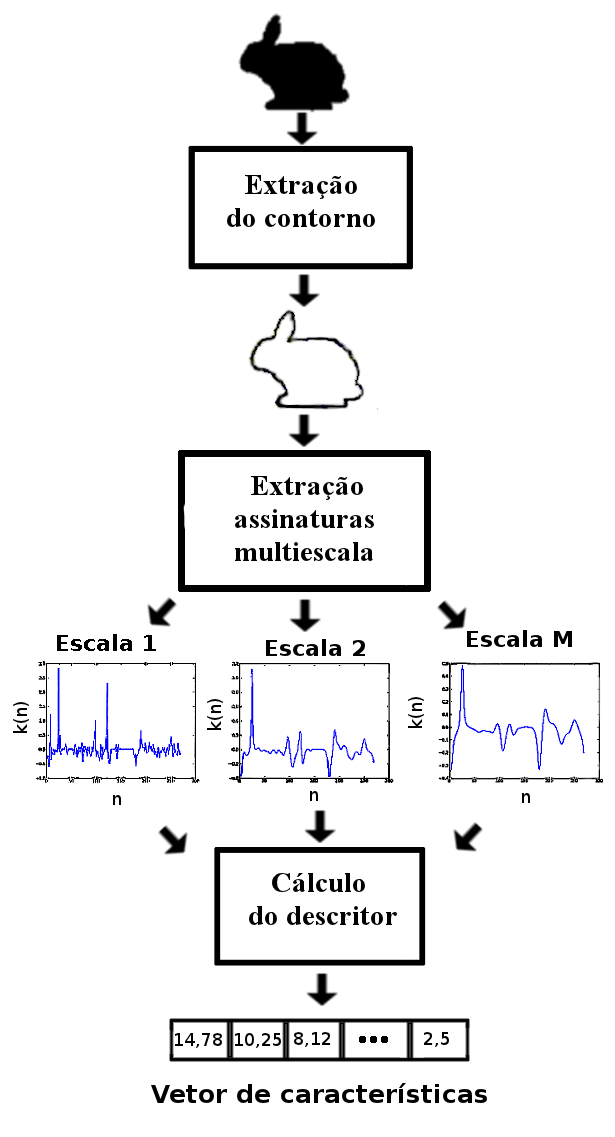 Extração
do contorno
Extração
assinaturas
multiescala
Escala 1
Escala 2
Escala M
k(n)
k(n)
k(n)
n
n
n
Cálculo
do descritor
14,78 10,25 8,12 ••• 2,5
Vetor de características